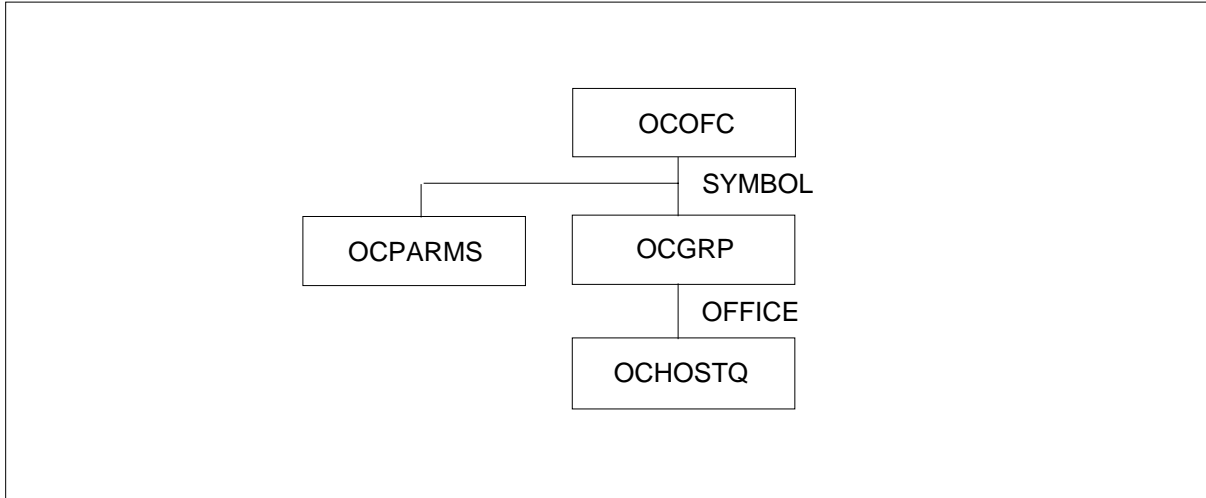 OCOFC
SYMBOL
OCPARMS
OCGRP
OFFICE
OCHOSTQ